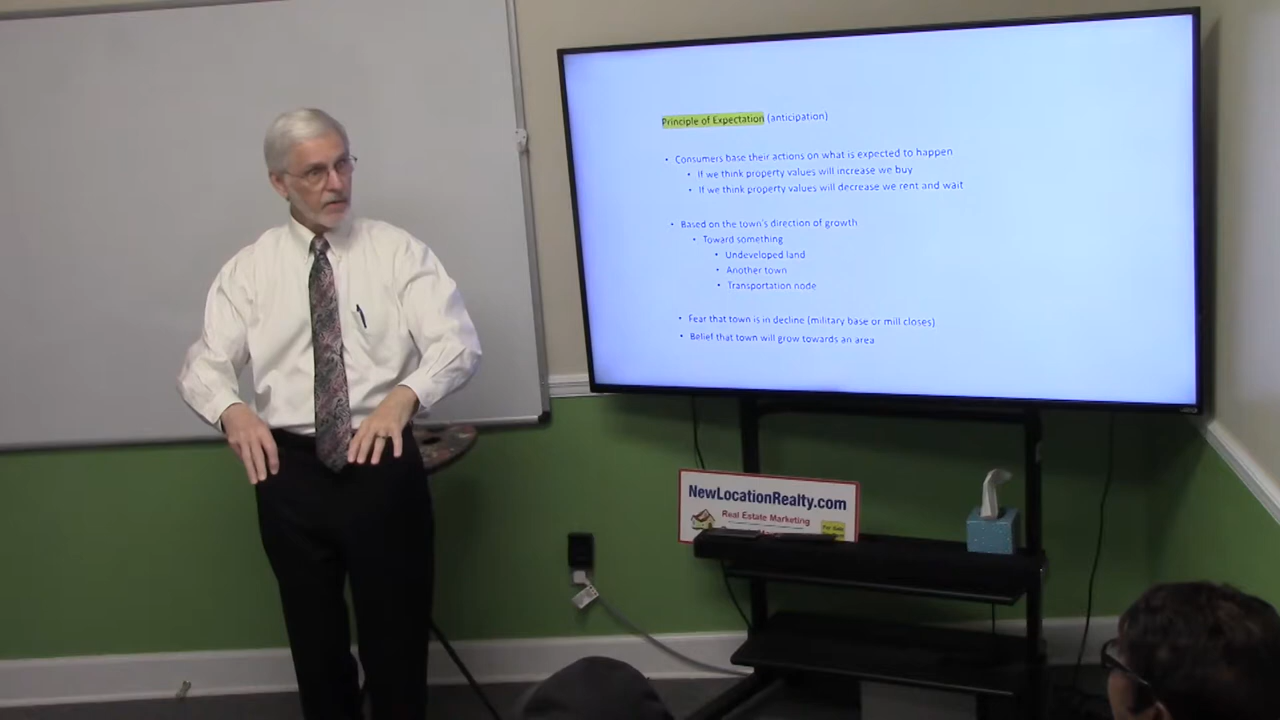 Principle of Expectation (anticipation)
• Consumers base their actions on what is expected to happen
• If we think property values will increase we buy
• If we think property values will decrease we rent and wait
• Based on the town's direction of growth
• Toward something
• Undeveloped land
• Another town
• Transportation node
• Fear that town is in decline (military base or mill closes)
• Belief that town will grow towards an area
NewLocationRealty.com
Real Estate Marketing
For Sale